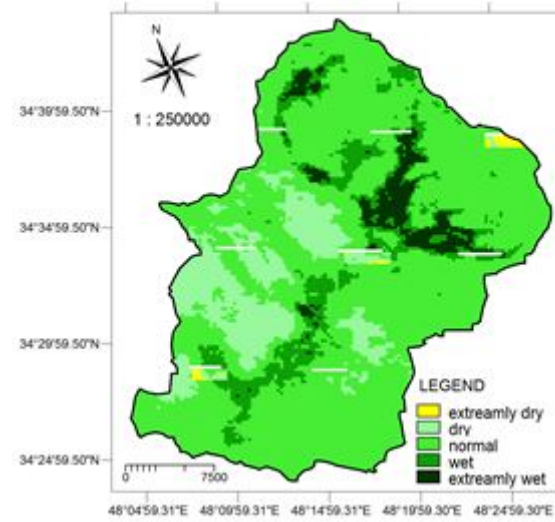 N
34°39'59.50"N
1 : 250000
34°34'59.50"N
34°29'59.50"N
LEGEND
extreamly dry
dry
normal
wet
extreamly wet
34°24'59.50"N
0 7500
48°04'59.31"E 48°09'59.31"E 48°14'59.31"E 48°19'59.30"E 48°24'59.30"E